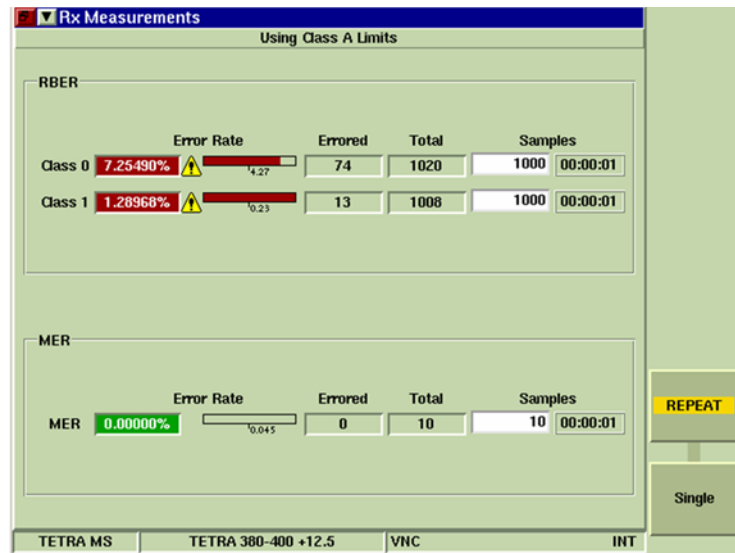 Rx Measurements
Using Class A Limits
RBER
Error Rate Errored Total Samples
Class 0 7.25490% 4.27 74 1020 1000 00:00:01
Class 1 1.28968% 0.23 13 1008 1000 00:00:01
MER
Error Rate Errored Total Samples
MER 0.00000% 0.045 0 10 10 00:00:01
REPEAT
Single
TETRA MS TETRA 380-400 +12.5 VNC INT